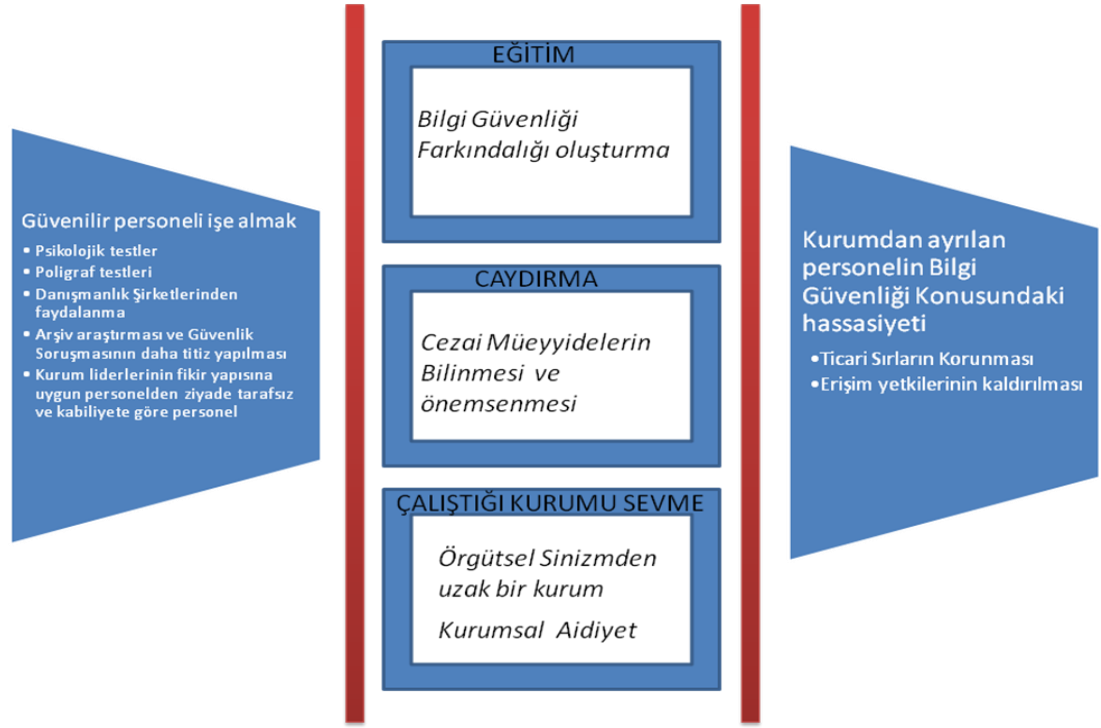 Güvenilir personeli işe almak
• Psikolojik testler
• Poligraf testleri
• Danışmanlık Şirketlerinden
faydalanma
• Arşiv araştırması ve Güvenlik
Soruşmasının daha titiz yapılması
• Kurum liderlerinin fikir yapısına
uygun personelden ziyade tarafsız
ve kabiliyete göre personel
EĞİTİM
Bilgi Güvenliği
Farkındalığı oluşturma
CAYDIRMA
Cezai Müeyyidelerin
Bilinmesi ve
önemsenmesi
ÇALIŞTIĞI KURUMU SEVME
Örgütsel Sinizmden
uzak bir kurum
Kurumsal Aidiyet
Kurumdan ayrılan
personelin Bilgi
Güvenliği Konusundaki
hassasiyeti
•Ticari Sırların Korunması
•Erişim yetkilerinin kaldırılması